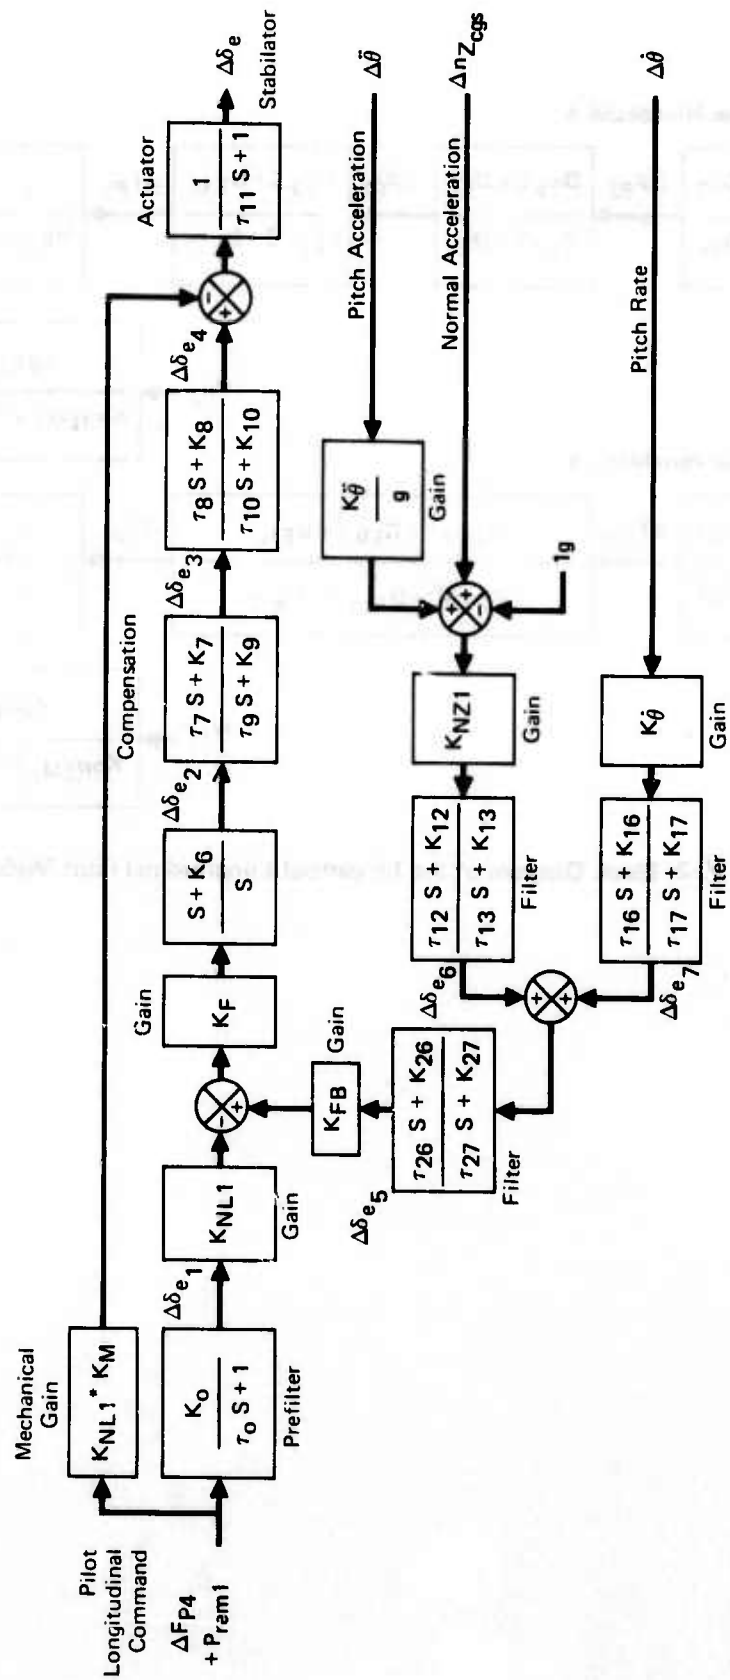 Pilot
Longitudinal
Command
ΔF_P4
+ P_ram1
Mechanical
Gain
K_NL1 * K_M
K_o
τ_o S + 1
Prefilter
Δδ_e1
K_NL1
Gain
Gain
K_F
S + K_6
S
Δδ_e2
Compensation
τ_7 S + K_7
τ_9 S + K_9
Δδ_e3
τ_8 S + K_8
τ_10 S + K_10
Δδ_e4
Actuator
1
τ_11 S + 1
Δδ_e
Stabilator
Gain
K_FB
Δδ_e5
τ_26 S + K_26
τ_27 S + K_27
Filter
Δδ_e6
τ_12 S + K_12
τ_13 S + K_13
Filter
K_NZ1
Gain
1g
K_θ̈
g
Gain
Pitch Acceleration
Δθ̈
Normal Acceleration
Δn_Z_cgs
Δδ_e7
τ_16 S + K_16
τ_17 S + K_17
Filter
K_θ̇
Gain
Pitch Rate
Δθ̇